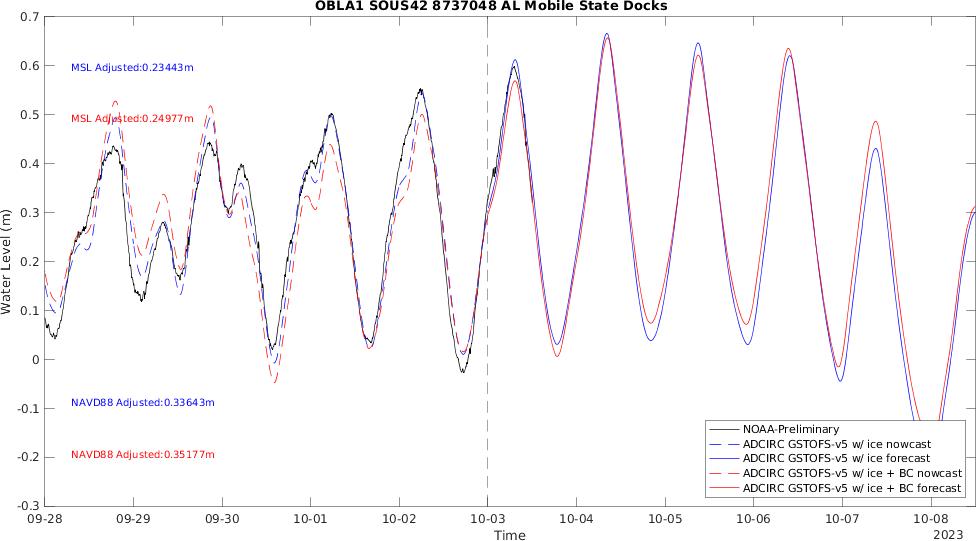 OBLA1 SOUS42 8737048 AL Mobile State Docks
0.7
0.6
0.5
0.4
0.3
0.2
0.1
0
-0.1
-0.2
-0.3
Water Level (m)
MSL Adjusted:0.23443m
MSL Adjusted:0.24977m
NAVD88 Adjusted:0.33643m
NAVD88 Adjusted:0.35177m
NOAA-Preliminary
ADCIRC GSTOFS-v5 w/ ice nowcast
ADCIRC GSTOFS-v5 w/ ice forecast
ADCIRC GSTOFS-v5 w/ ice + BC nowcast
ADCIRC GSTOFS-v5 w/ ice + BC forecast
09-28 09-29 09-30 10-01 10-02 10-03 10-04 10-05 10-06 10-07 10-08
Time
2023